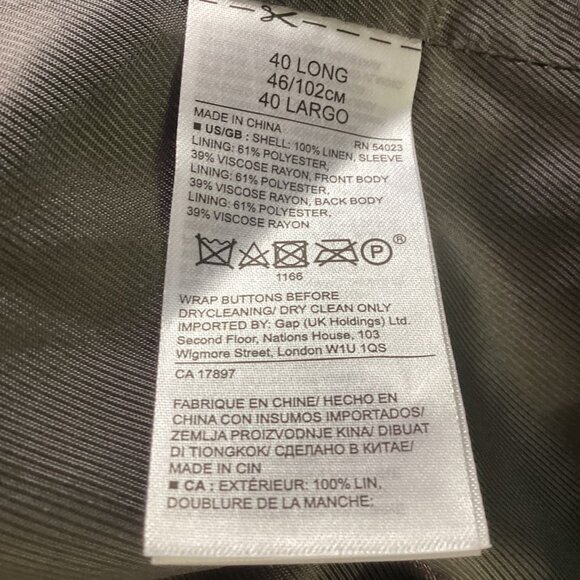 40 LONG
46/102CM
40 LARGO
MADE IN CHINA
RN 54023
■ US/GB : SHELL: 100% LINEN, SLEEVE
LINING: 61% POLYESTER,
39% VISCOSE RAYON, FRONT BODY
LINING: 61% POLYESTER,
39% VISCOSE RAYON, BACK BODY
LINING: 61% POLYESTER,
39% VISCOSE RAYON
P ®
1166
WRAP BUTTONS BEFORE
DRYCLEANING/ DRY CLEAN ONLY
IMPORTED BY: Gap (UK Holdings) Ltd.
Second Floor, Nations House, 103
Wigmore Street, London W1U 1QS
CA 17897
FABRIQUE EN CHINE/ HECHO EN
CHINA CON INSUMOS IMPORTADOS/
ZEMLJA PROIZVODNJE KINA/ DIBUAT
DI TIONGKOK/ СДЕЛАНО В КИТАЕ/
MADE IN CIN
■ CA : EXTÉRIEUR: 100% LIN,
DOUBLURE DE LA MANCHE: